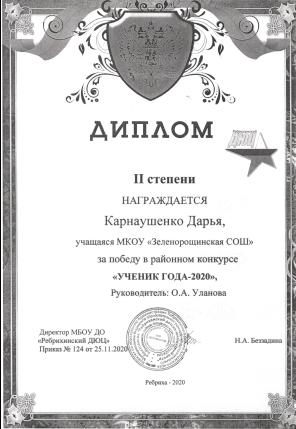 ДИПЛОМ
ДЮЦ
II степени
НАГРАЖДАЕТСЯ
Карнаушенко Дарья,
учащаяся МКОУ «Зеленорощинская СОШ»
за победу в районном конкурсе
«УЧЕНИК ГОДА-2020»,
Руководитель: О.А. Уланова
Директор МБОУ ДО
«Ребрихинский ДЮЦ»
Приказ № 124 от 25.11.2020
Н.А. Беззадина
Ребриха - 2020